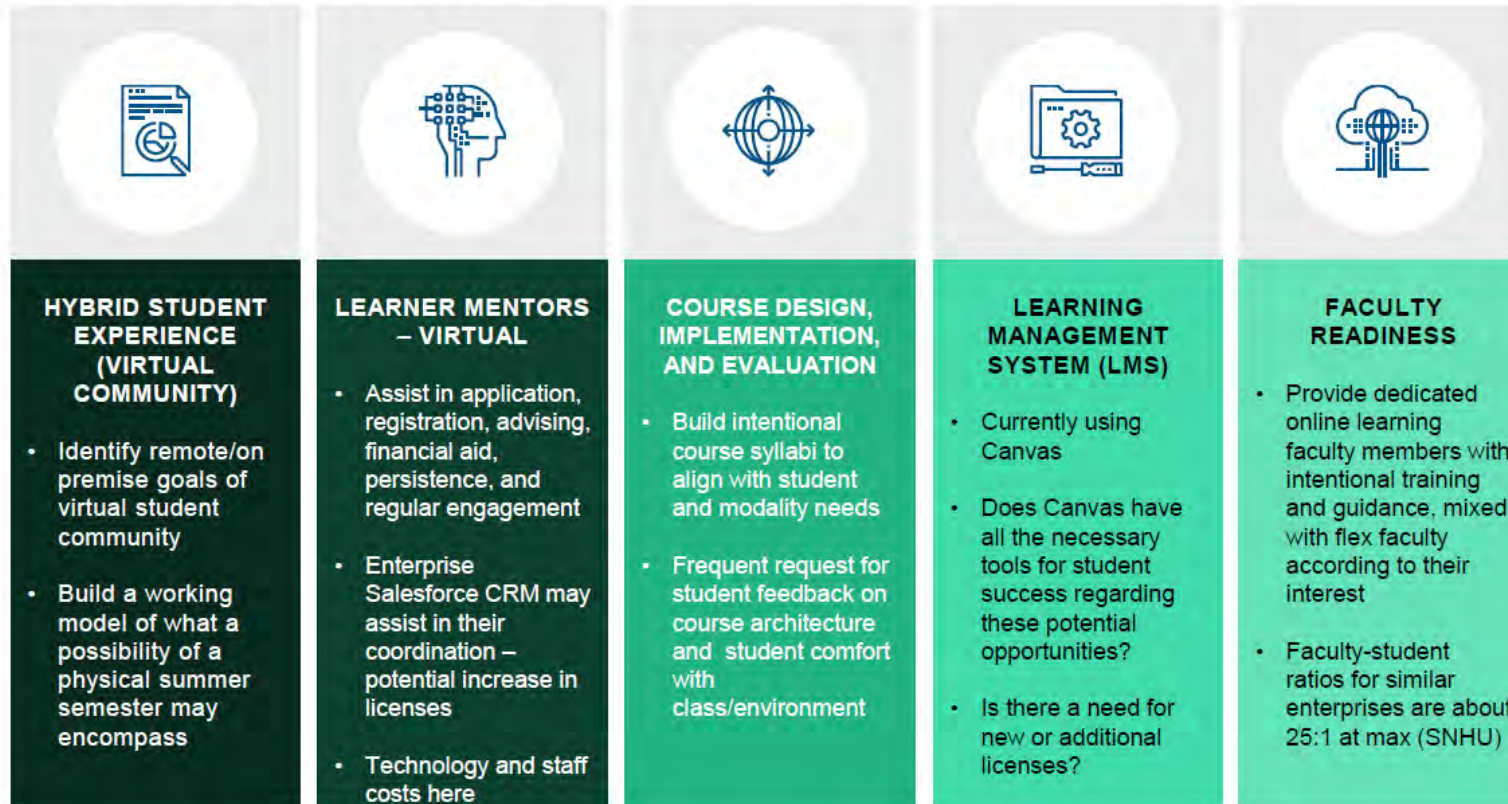 HYBRID STUDENT
EXPERIENCE
(VIRTUAL
COMMUNITY)
• Identify remote/on
premise goals of
virtual student
community
• Build a working
model of what a
possibility of a
physical summer
semester may
encompass
LEARNER MENTORS
– VIRTUAL
• Assist in application,
registration, advising,
financial aid,
persistence, and
regular engagement
• Enterprise
Salesforce CRM may
assist in their
coordination –
potential increase in
licenses
• Technology and staff
costs here
COURSE DESIGN,
IMPLEMENTATION,
AND EVALUATION
• Build intentional
course syllabi to
align with student
and modality needs
• Frequent request for
student feedback on
course architecture
and student comfort
with
class/environment
LEARNING
MANAGEMENT
SYSTEM (LMS)
• Currently using
Canvas
• Does Canvas have
all the necessary
tools for student
success regarding
these potential
opportunities?
• Is there a need for
new or additional
licenses?
FACULTY
READINESS
• Provide dedicated
online learning
faculty members with
intentional training
and guidance, mixed
with flex faculty
according to their
interest
• Faculty-student
ratios for similar
enterprises are about
25:1 at max (SNHU)